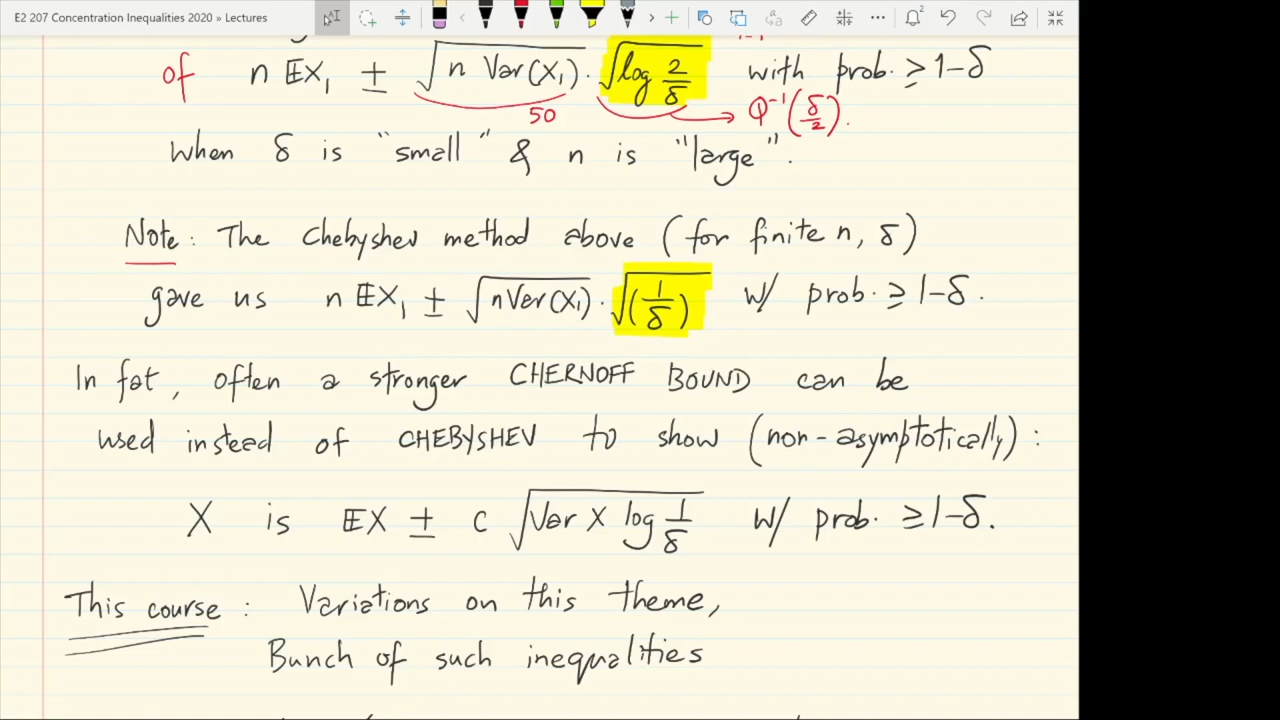 E2 207 Concentration Inequalities 2020 » Lectures
of n EX₁ ± √(n Var(X₁)) · √(log 2/δ) with prob. ≥ 1-δ
50 → Q⁻¹(δ/2).
When δ is "small" & n is "large".
Note: The Chebyshev method above (for finite n, δ)
gave us n EX₁ ± √(nVar(X₁)) · √(1/δ) w/ prob. ≥ 1-δ.
In fat, often a stronger CHERNOFF BOUND can be
used instead of CHEBYSHEV to show (non-asymptotically):
X is EX ± c √(Var X log 1/δ) w/ prob. ≥ 1-δ.
This course: Variations on this theme,
Bunch of such inequalities